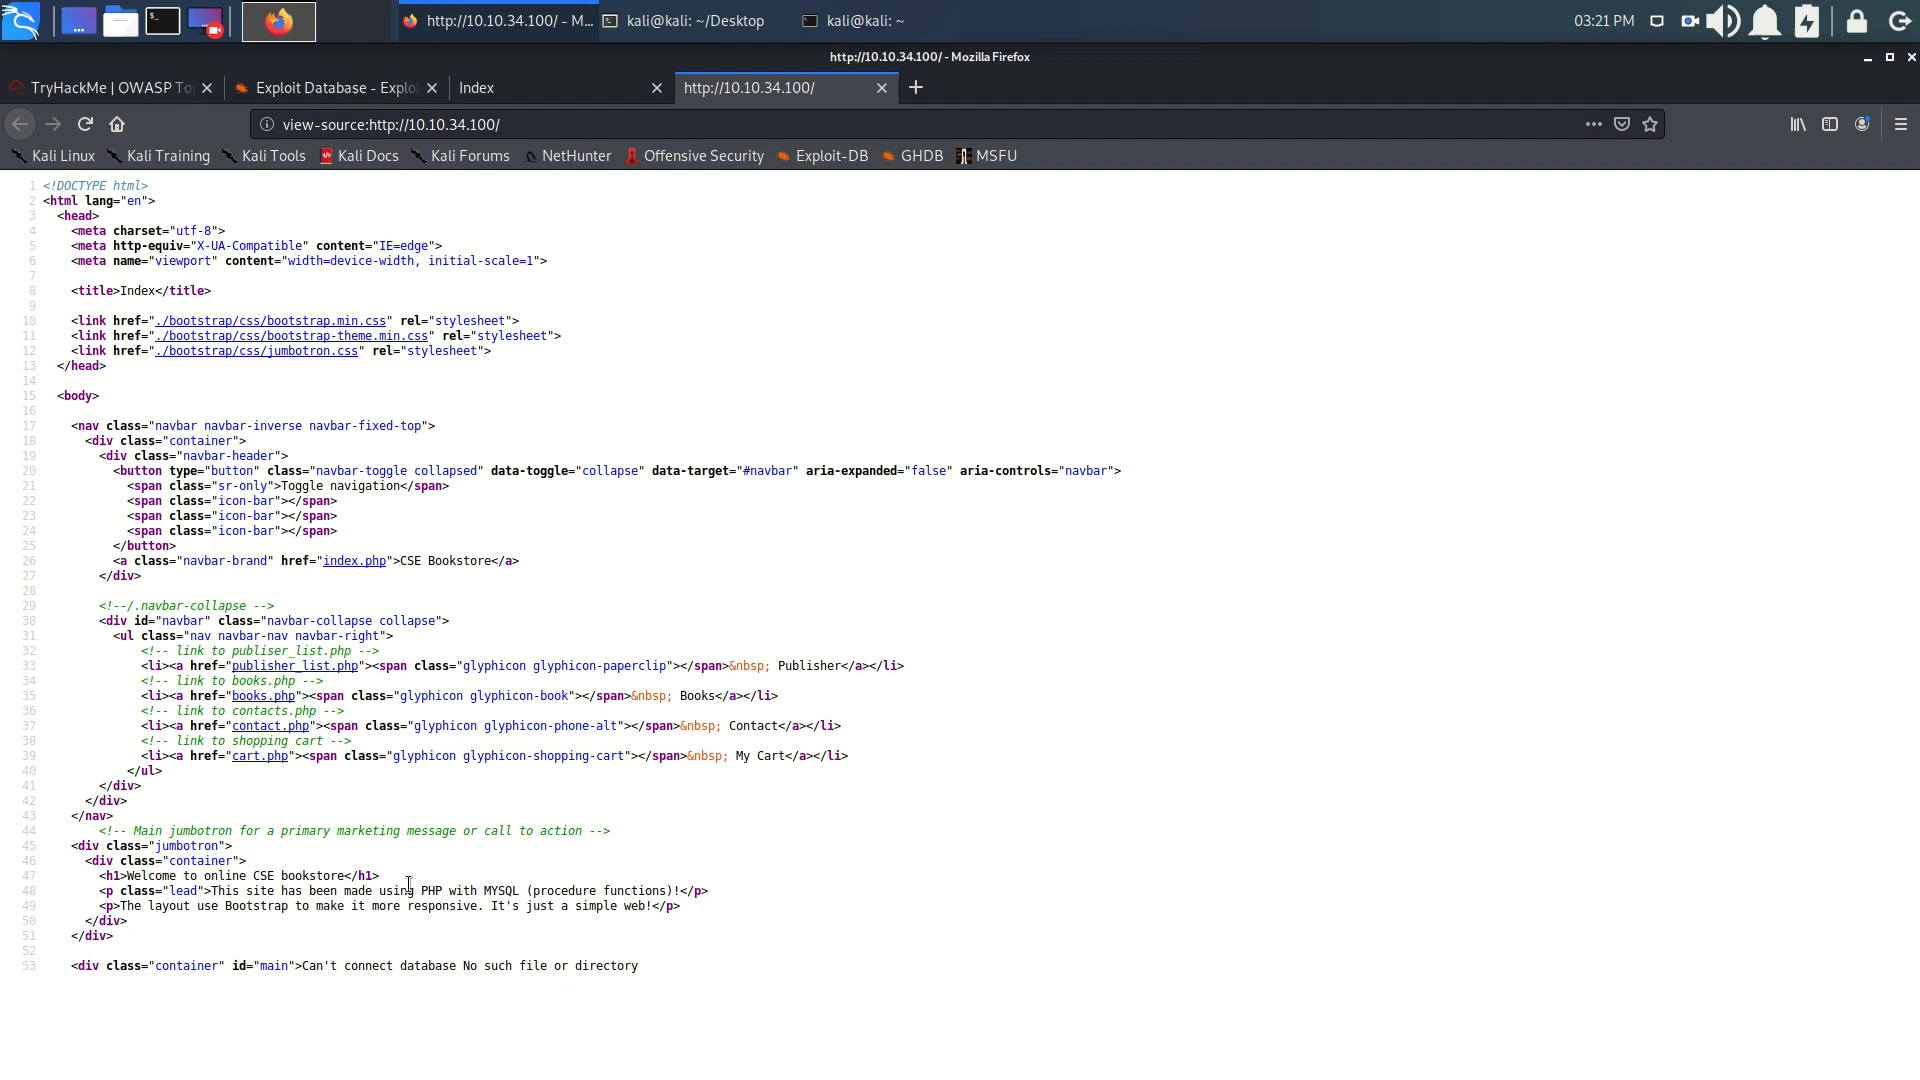 http://10.10.34.100/ - M...
kali@kali: ~/Desktop
kali@kali: ~
03:21 PM
http://10.10.34.100/ - Mozilla Firefox
TryHackMe | OWASP To
Exploit Database - Exploi
Index
http://10.10.34.100/
view-source:http://10.10.34.100/
Kali Linux
Kali Training
Kali Tools
Kali Docs
Kali Forums
NetHunter
Offensive Security
Exploit-DB
GHDB
MSFU
1 <!DOCTYPE html>
2 <html lang="en">
3 <head>
4 <meta charset="utf-8">
5 <meta http-equiv="X-UA-Compatible" content="IE=edge">
6 <meta name="viewport" content="width=device-width, initial-scale=1">
7
8 <title>Index</title>
9
10 <link href="./bootstrap/css/bootstrap.min.css" rel="stylesheet">
11 <link href="./bootstrap/css/bootstrap-theme.min.css" rel="stylesheet">
12 <link href="./bootstrap/css/jumbotron.css" rel="stylesheet">
13 </head>
14
15 <body>
16
17 <nav class="navbar navbar-inverse navbar-fixed-top">
18 <div class="container">
19 <div class="navbar-header">
20 <button type="button" class="navbar-toggle collapsed" data-toggle="collapse" data-target="#navbar" aria-expanded="false" aria-controls="navbar">
21 <span class="sr-only">Toggle navigation</span>
22 <span class="icon-bar"></span>
23 <span class="icon-bar"></span>
24 <span class="icon-bar"></span>
25 </button>
26 <a class="navbar-brand" href="index.php">CSE Bookstore</a>
27 </div>
28
29 <!--/.navbar-collapse -->
30 <div id="navbar" class="navbar-collapse collapse">
31 <ul class="nav navbar-nav navbar-right">
32 <!-- link to publiser_list.php -->
33 <li><a href="publisher_list.php"><span class="glyphicon glyphicon-paperclip"></span>&nbsp; Publisher</a></li>
34 <!-- link to books.php -->
35 <li><a href="books.php"><span class="glyphicon glyphicon-book"></span>&nbsp; Books</a></li>
36 <!-- link to contacts.php -->
37 <li><a href="contact.php"><span class="glyphicon glyphicon-phone-alt"></span>&nbsp; Contact</a></li>
38 <!-- link to shopping cart -->
39 <li><a href="cart.php"><span class="glyphicon glyphicon-shopping-cart"></span>&nbsp; My Cart</a></li>
40 </ul>
41 </div>
42 </div>
43 </nav>
44 <!-- Main jumbotron for a primary marketing message or call to action -->
45 <div class="jumbotron">
46 <div class="container">
47 <h1>Welcome to online CSE bookstore</h1>
48 <p class="lead">This site has been made using PHP with MYSQL (procedure functions)!</p>
49 <p>The layout use Bootstrap to make it more responsive. It's just a simple web!</p>
50 </div>
51 </div>
52
53 <div class="container" id="main">Can't connect database No such file or directory